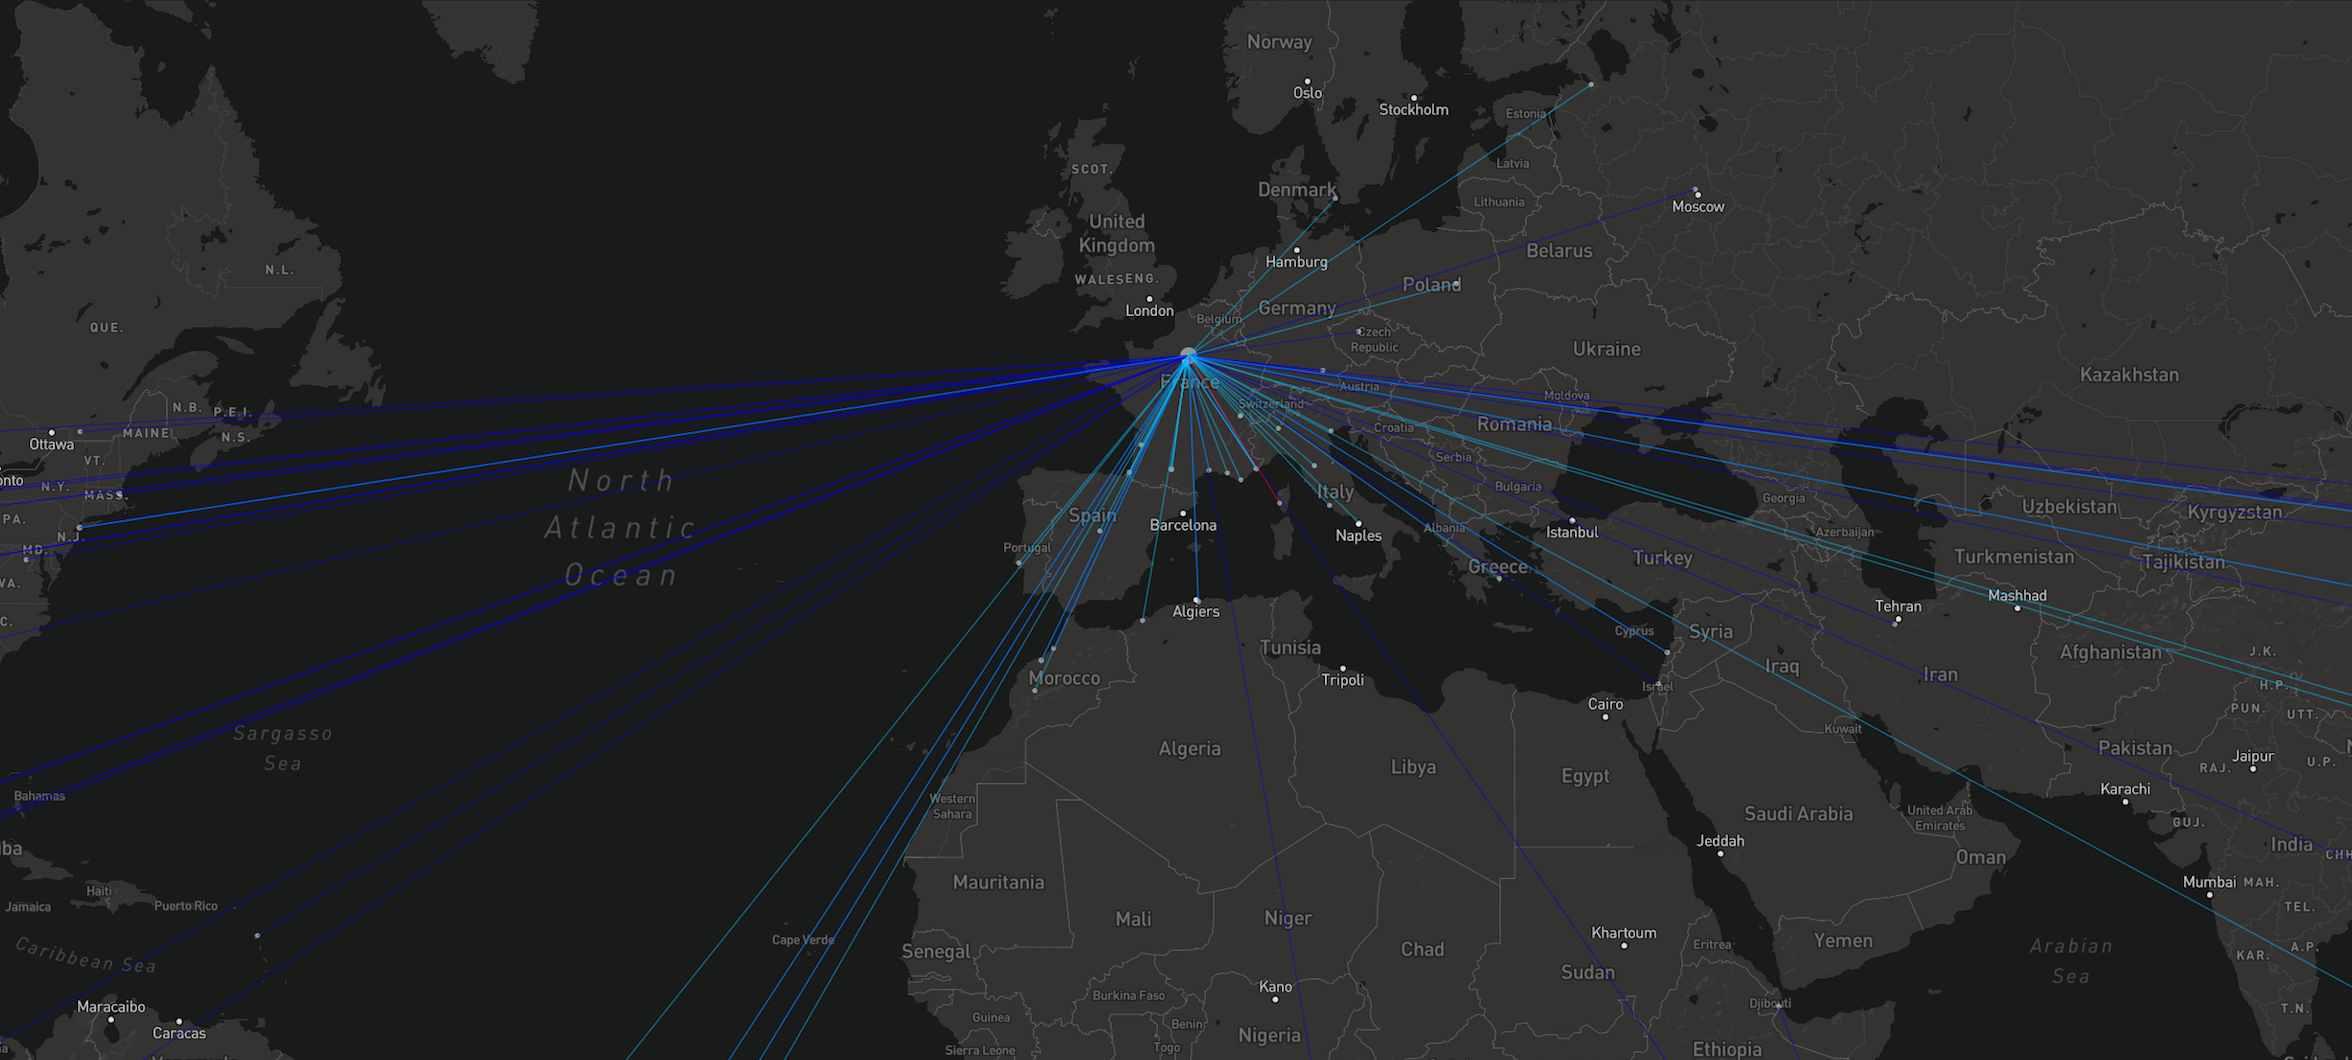 Norway
Oslo
Stockholm
Estonia
SCOT.
Latvia
Denmark
Lithuania
Moscow
United
Kingdom
Belarus
Hamburg
N.L.
WALES
ENG.
Poland
London
Germany
Belgium
QUE.
Czech
Republic
Ukraine
France
Kazakhstan
Austria
Moldova
Switzerland
N.B.
P.E.I.
MAINE
N.S.
Ottawa
Croatia
Romania
VT.
Serbia
onto
N.Y.
MASS.
North
Atlantic
Ocean
Italy
Bulgaria
Georgia
Uzbekistan
Kyrgyzstan
PA.
Spain
Barcelona
Naples
Albania
Istanbul
Azerbaijan
N.J.
MD.
Portugal
Greece
Turkey
Turkmenistan
Tajikistan
VA.
Mashhad
Algiers
Tehran
C.
Cyprus
Syria
Tunisia
Iraq
Afghanistan
J.K.
Morocco
Tripoli
Israel
Iran
H.P.
Cairo
PUN.
UTT.
Sargasso
Sea
Kuwait
Algeria
Pakistan
N
Libya
Egypt
RAJ.
Jaipur
U.P.
Bahamas
Western
Sahara
Karachi
Saudi Arabia
United Arab
Emirates
GUJ.
Jeddah
India
CHH
ba
Oman
Mauritania
Haiti
Mumbai
MAH.
Jamaica
Puerto Rico
Mali
Niger
TEL.
Khartoum
Cape Verde
Yemen
Eritrea
Arabian
Sea
A.P.
Caribbean Sea
Senegal
Chad
KAR.
Sudan
Kano
Burkina Faso
Djibouti
Maracaibo
T.N.
Guinea
Benin
Caracas
Nigeria
Togo
Sierra Leone
Ethiopia